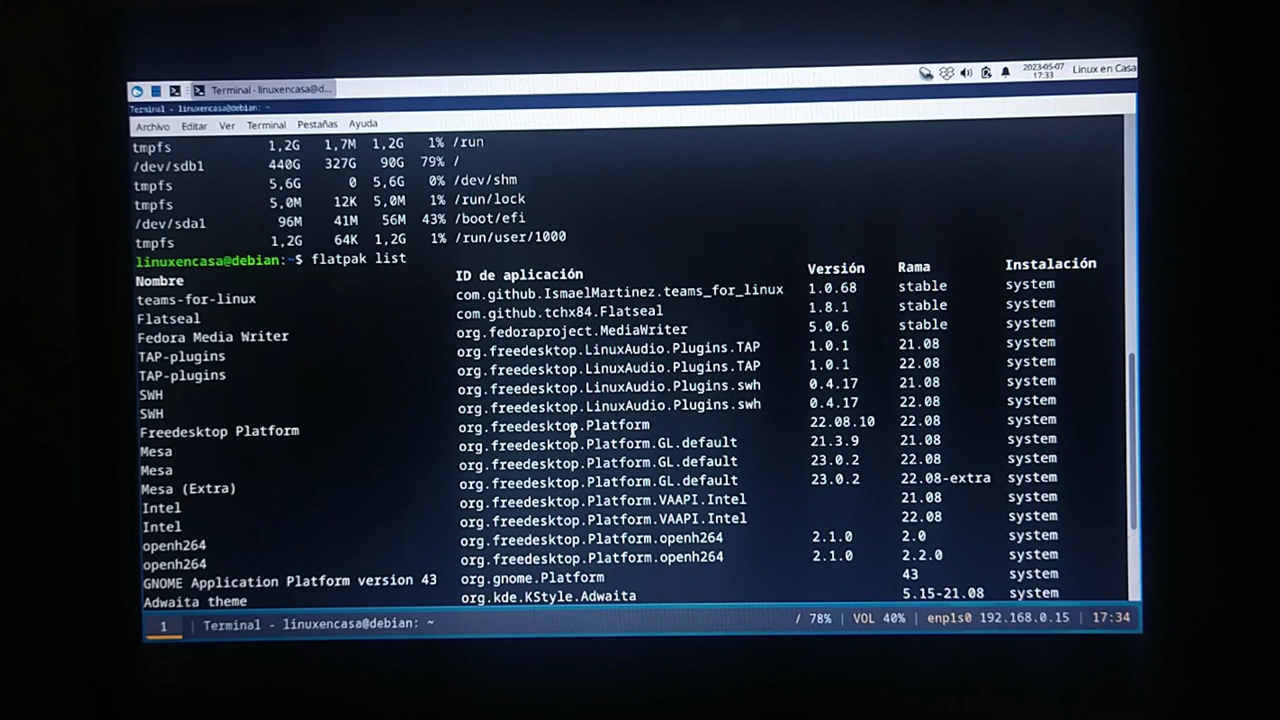 Terminal - linuxencasa@d...
2023-05-07
17:33
Linux en Casa
Terminal - linuxencasa@debian: ~
Archivo Editar Ver Terminal Pestañas Ayuda
tmpfs 1,2G 1,7M 1,2G 1% /run
/dev/sdb1 440G 327G 90G 79% /
tmpfs 5,6G 0 5,6G 0% /dev/shm
tmpfs 5,0M 12K 5,0M 1% /run/lock
/dev/sda1 96M 41M 56M 43% /boot/efi
tmpfs 1,2G 64K 1,2G 1% /run/user/1000
linuxencasa@debian:~$ flatpak list
Nombre ID de aplicación Versión Rama Instalación
teams-for-linux com.github.IsmaelMartinez.teams_for_linux 1.0.68 stable system
Flatseal com.github.tchx84.Flatseal 1.8.1 stable system
Fedora Media Writer org.fedoraproject.MediaWriter 5.0.6 stable system
TAP-plugins org.freedesktop.LinuxAudio.Plugins.TAP 1.0.1 21.08 system
TAP-plugins org.freedesktop.LinuxAudio.Plugins.TAP 1.0.1 22.08 system
SWH org.freedesktop.LinuxAudio.Plugins.swh 0.4.17 21.08 system
SWH org.freedesktop.LinuxAudio.Plugins.swh 0.4.17 22.08 system
Freedesktop Platform org.freedesktop.Platform 22.08.10 22.08 system
Mesa org.freedesktop.Platform.GL.default 21.3.9 21.08 system
Mesa org.freedesktop.Platform.GL.default 23.0.2 22.08 system
Mesa (Extra) org.freedesktop.Platform.GL.default 23.0.2 22.08-extra system
Intel org.freedesktop.Platform.VAAPI.Intel 21.08 system
Intel org.freedesktop.Platform.VAAPI.Intel 22.08 system
openh264 org.freedesktop.Platform.openh264 2.1.0 2.0 system
openh264 org.freedesktop.Platform.openh264 2.1.0 2.2.0 system
GNOME Application Platform version 43 org.gnome.Platform 43 system
Adwaita theme org.kde.KStyle.Adwaita 5.15-21.08 system
1 | Terminal - linuxencasa@debian: ~ / 78% | VOL 40% | enp1s0 192.168.0.15 | 17:34